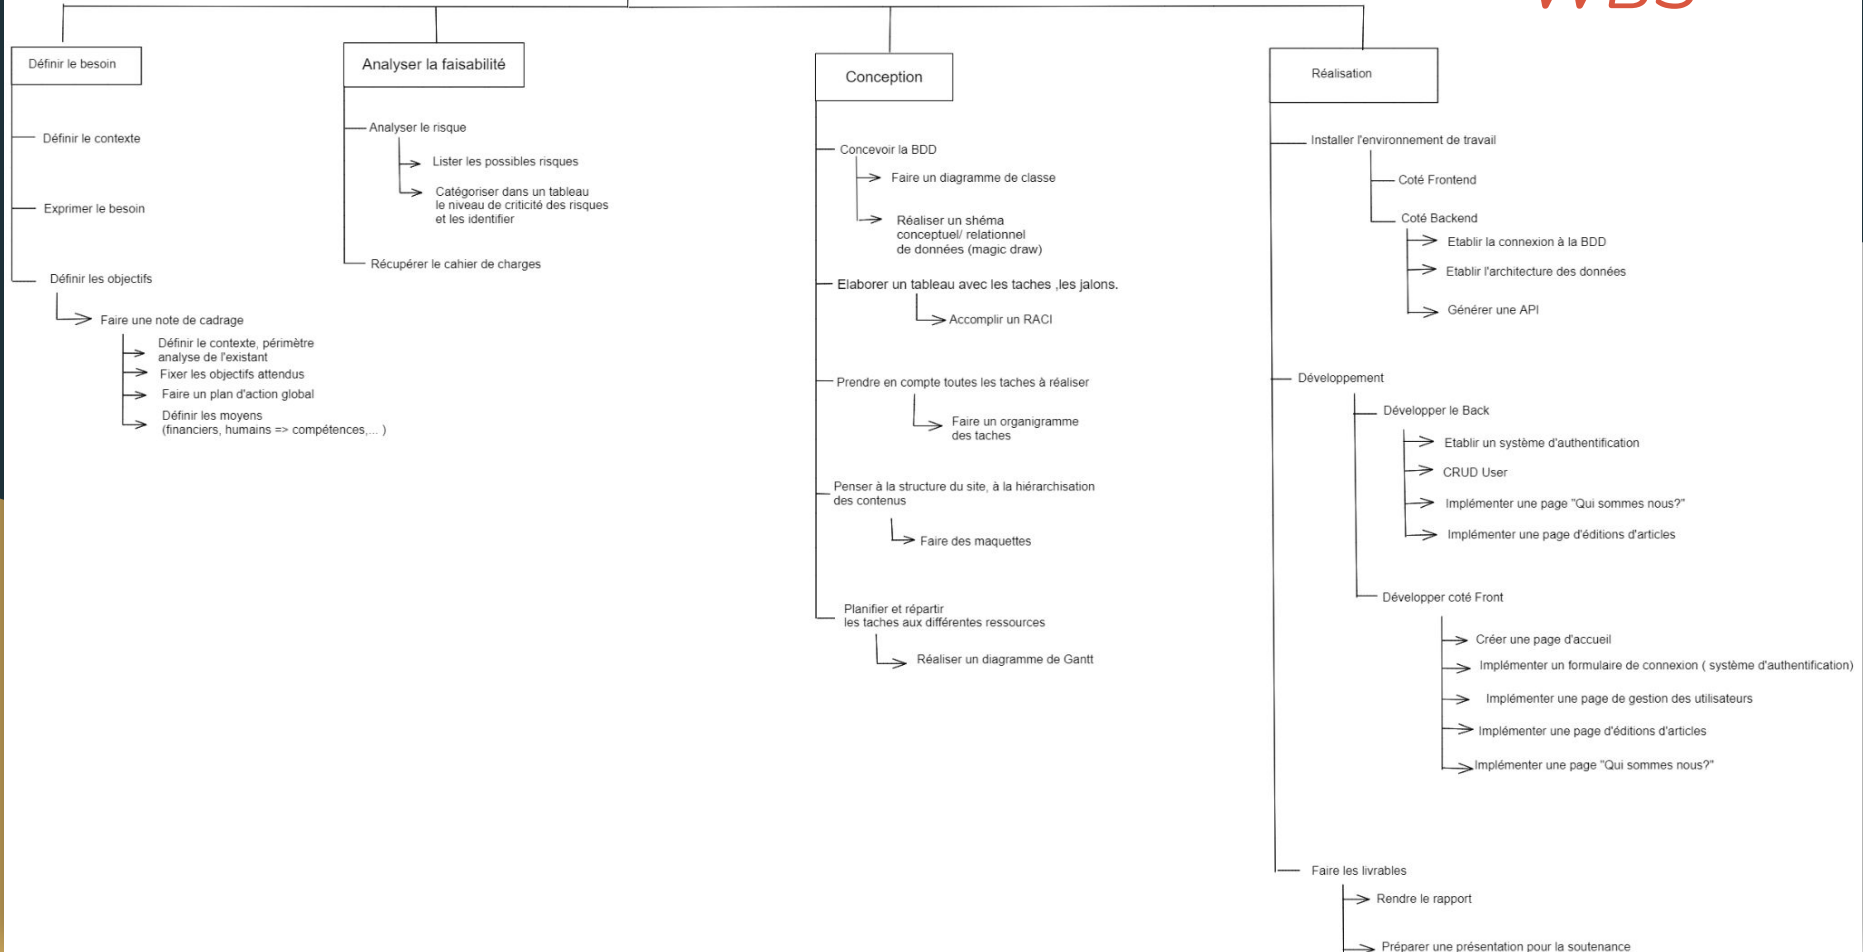 WBS
Définir le besoin
Définir le contexte
Exprimer le besoin
Définir les objectifs
Faire une note de cadrage
Définir le contexte, périmètre
analyse de l'existant
Fixer les objectifs attendus
Faire un plan d'action global
Définir les moyens
(financiers, humains => compétences,... )
Analyser la faisabilité
Analyser le risque
Lister les possibles risques
Catégoriser dans un tableau
le niveau de criticité des risques
et les identifier
Récupérer le cahier de charges
Conception
Concevoir la BDD
Faire un diagramme de classe
Réaliser un shéma
conceptuel/ relationnel
de données (magic draw)
Elaborer un tableau avec les taches ,les jalons.
Accomplir un RACI
Prendre en compte toutes les taches à réaliser
Faire un organigramme
des taches
Penser à la structure du site, à la hiérarchisation
des contenus
Faire des maquettes
Planifier et répartir
les taches aux différentes ressources
Réaliser un diagramme de Gantt
Réalisation
Installer l'environnement de travail
Coté Frontend
Coté Backend
Etablir la connexion à la BDD
Etablir l'architecture des données
Générer une API
Développement
Développer le Back
Etablir un système d'authentification
CRUD User
Implémenter une page "Qui sommes nous?"
Implémenter une page d'éditions d'articles
Développer coté Front
Créer une page d'accueil
Implémenter un formulaire de connexion ( système d'authentification)
Implémenter une page de gestion des utilisateurs
Implémenter une page d'éditions d'articles
Implémenter une page "Qui sommes nous?"
Faire les livrables
Rendre le rapport
Préparer une présentation pour la soutenance